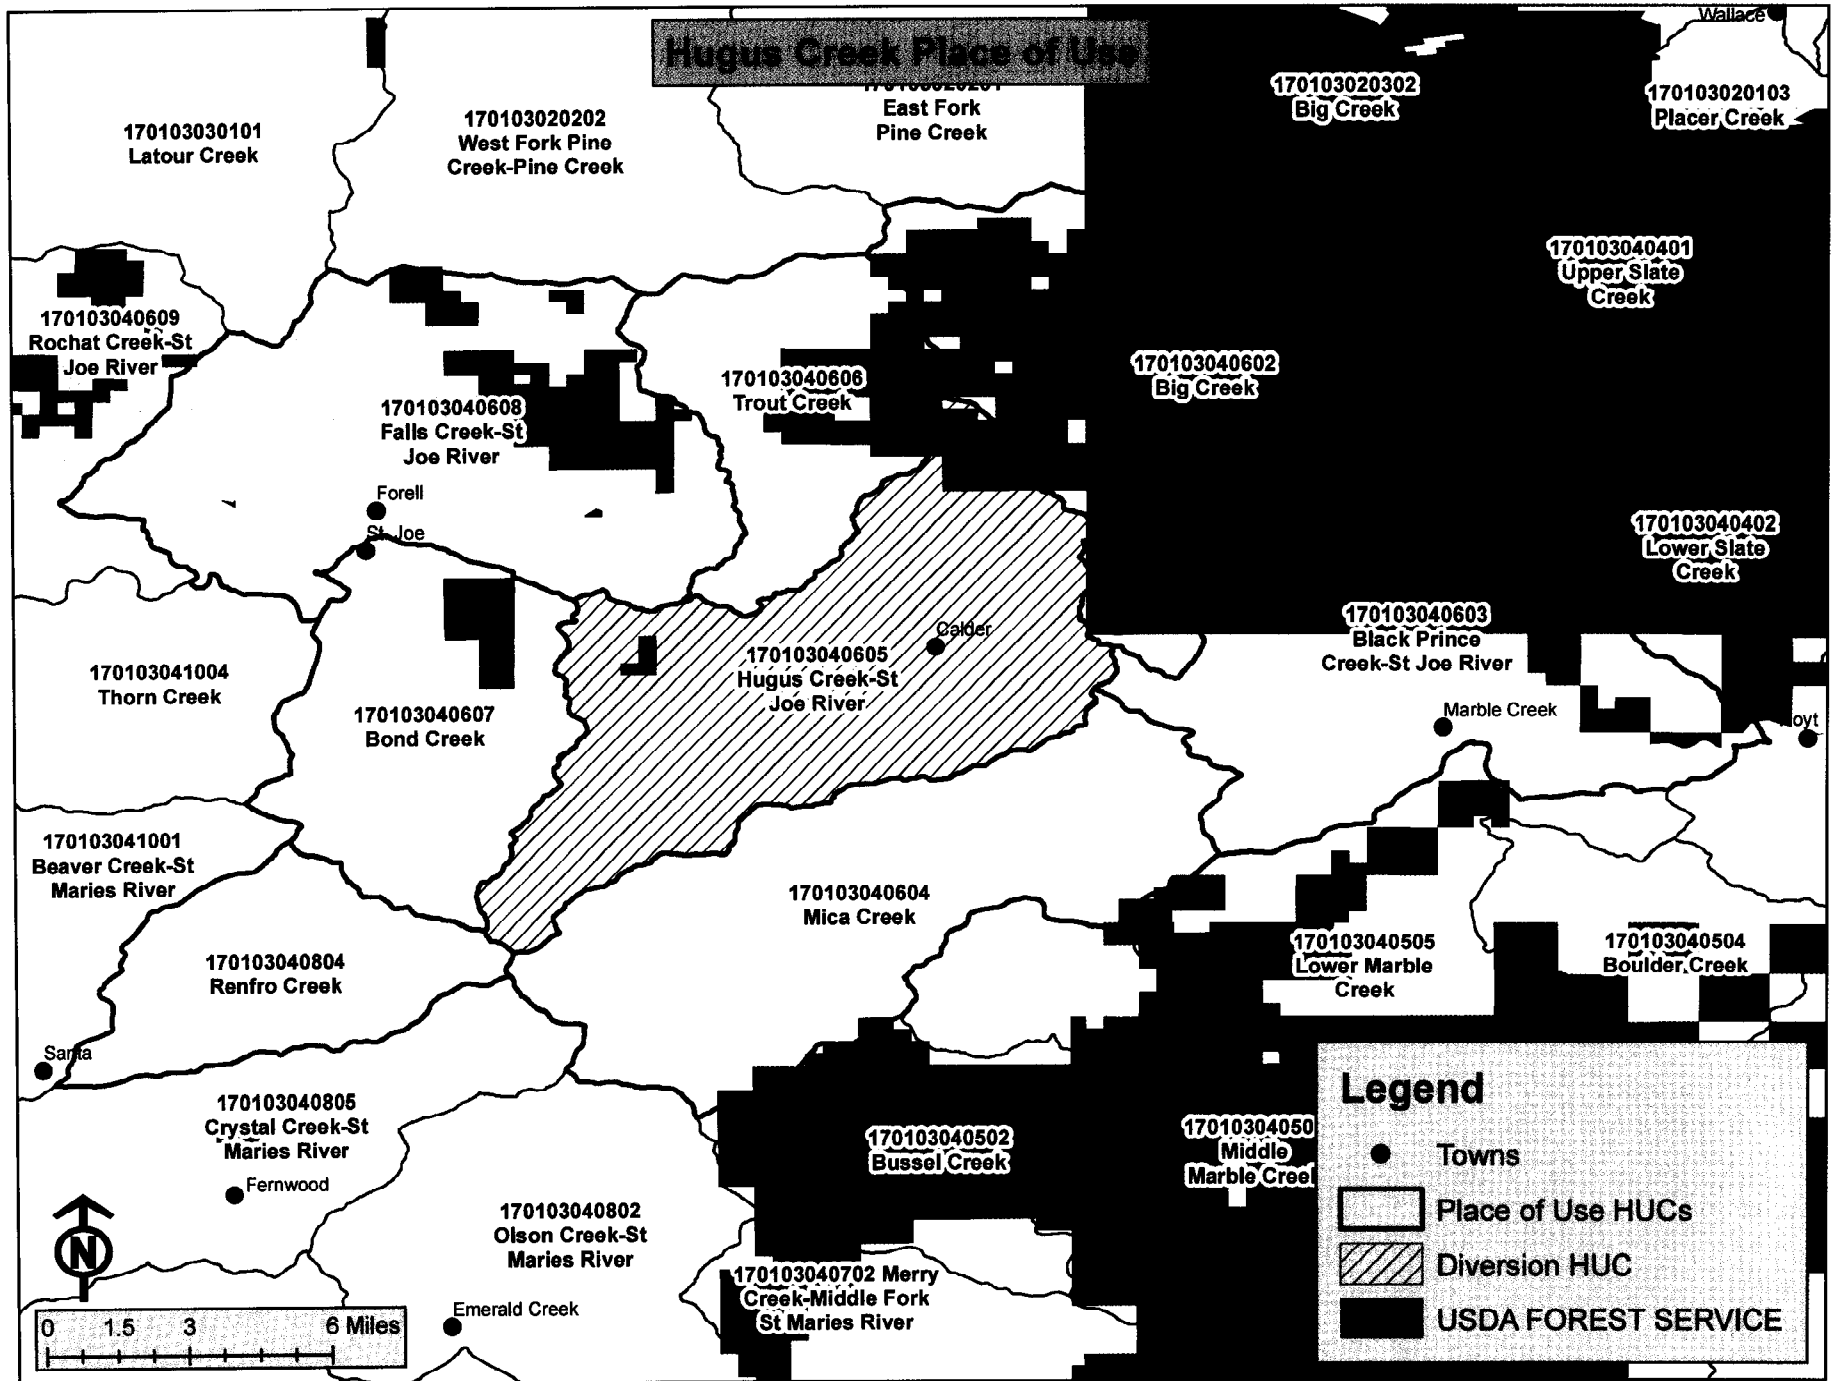 Hugus Creek Place of Use
Wallace
170103020302
Big Creek
170103020103
Placer Creek
East Fork
Pine Creek
170103020202
West Fork Pine
Creek-Pine Creek
170103030101
Latour Creek
170103040401
Upper Slate
Creek
170103040609
Rochat Creek-St
Joe River
170103040602
Big Creek
170103040606
Trout Creek
170103040608
Falls Creek-St
Joe River
Forell
St. Joe
170103040402
Lower Slate
Creek
170103040603
Black Prince
Creek-St Joe River
Calder
170103040605
Hugus Creek-St
Joe River
170103041004
Thorn Creek
170103040607
Bond Creek
Marble Creek
oyt
170103041001
Beaver Creek-St
Maries River
170103040604
Mica Creek
170103040505
Lower Marble
Creek
170103040504
Boulder Creek
170103040804
Renfro Creek
Santa
170103040805
Crystal Creek-St
Maries River
Fernwood
170103040502
Bussel Creek
17010304050
Middle
Marble Creel
170103040802
Olson Creek-St
Maries River
170103040702 Merry
Creek-Middle Fork
St Maries River
Emerald Creek
N
0 1.5 3 6 Miles
Legend
Towns
Place of Use HUCs
Diversion HUC
USDA FOREST SERVICE